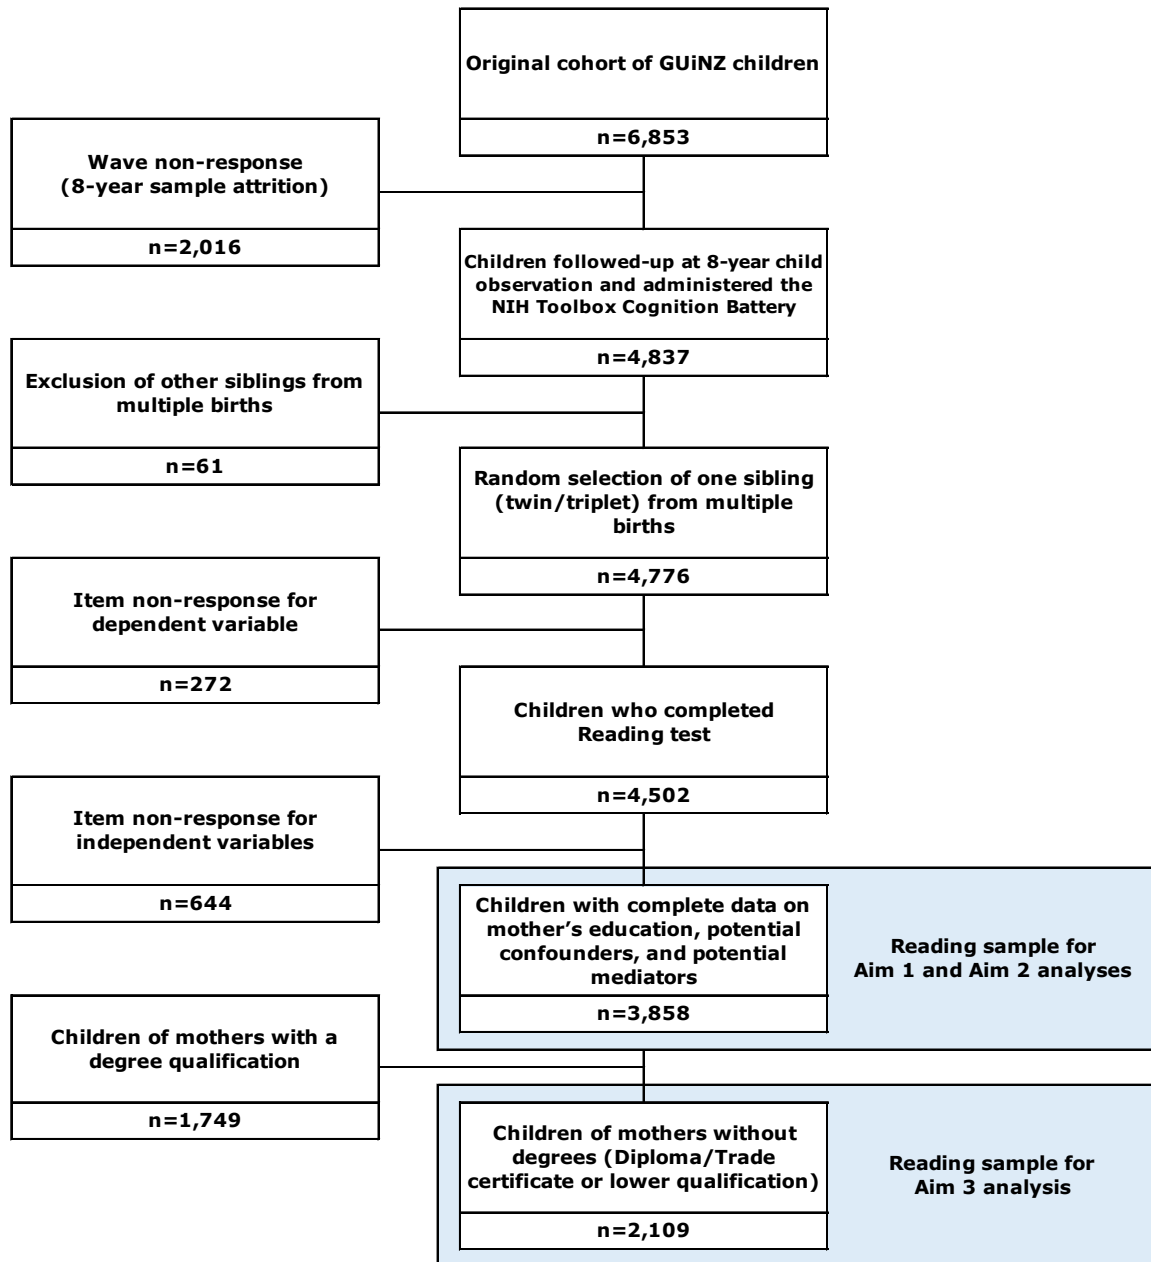 Original cohort of GUiNZ children
n=6,853
Wave non-response
(8-year sample attrition)
n=2,016
Children followed-up at 8-year child
observation and administered the
NIH Toolbox Cognition Battery
n=4,837
Exclusion of other siblings from
multiple births
n=61
Random selection of one sibling
(twin/triplet) from multiple
births
n=4,776
Item non-response for
dependent variable
n=272
Children who completed
Reading test
n=4,502
Item non-response for
independent variables
n=644
Children with complete data on
mother’s education, potential
confounders, and potential
mediators
n=3,858
Reading sample for
Aim 1 and Aim 2 analyses
Children of mothers with a
degree qualification
n=1,749
Children of mothers without
degrees (Diploma/Trade
certificate or lower qualification)
n=2,109
Reading sample for
Aim 3 analysis